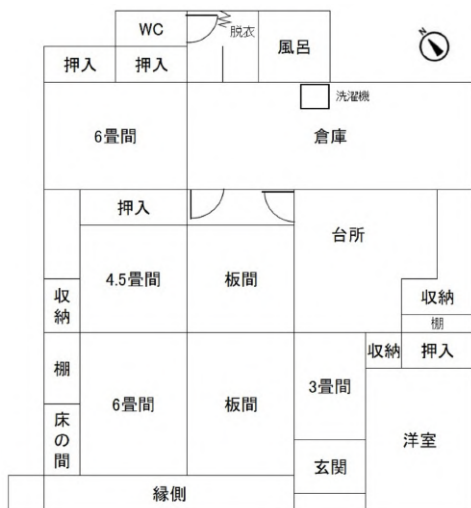 WC
脱衣
風呂
N
押入
押入
洗濯機
6畳間
倉庫
押入
台所
4.5畳間
板間
収納
収納
棚
棚
収納
押入
6畳間
板間
3畳間
床の間
洋室
玄関
縁側